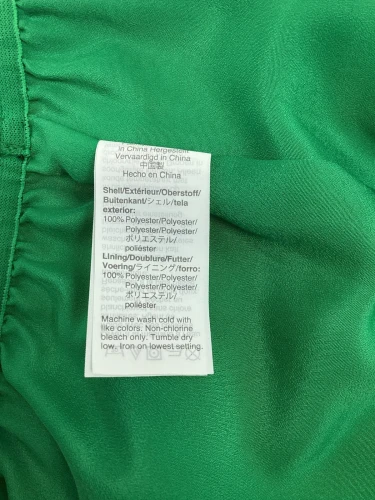 in China Hergestellt
Vervaardigd in China
中国製
Hecho en China
Shell/Extérieur/Oberstoff/
Buitenkant/シェル/tela
exterior:
100% Polyester/Polyester/
Polyester/Polyester/
ポリエステル/
poliéster
Lining/Doublure/Futter/
Voering/ライニング/forro:
100% Polyester/Polyester/
Polyester/Polyester/
ポリエステル/
poliéster
Machine wash cold with
like colors. Non-chlorine
bleach only. Tumble dry
low. Iron on lowest setting.